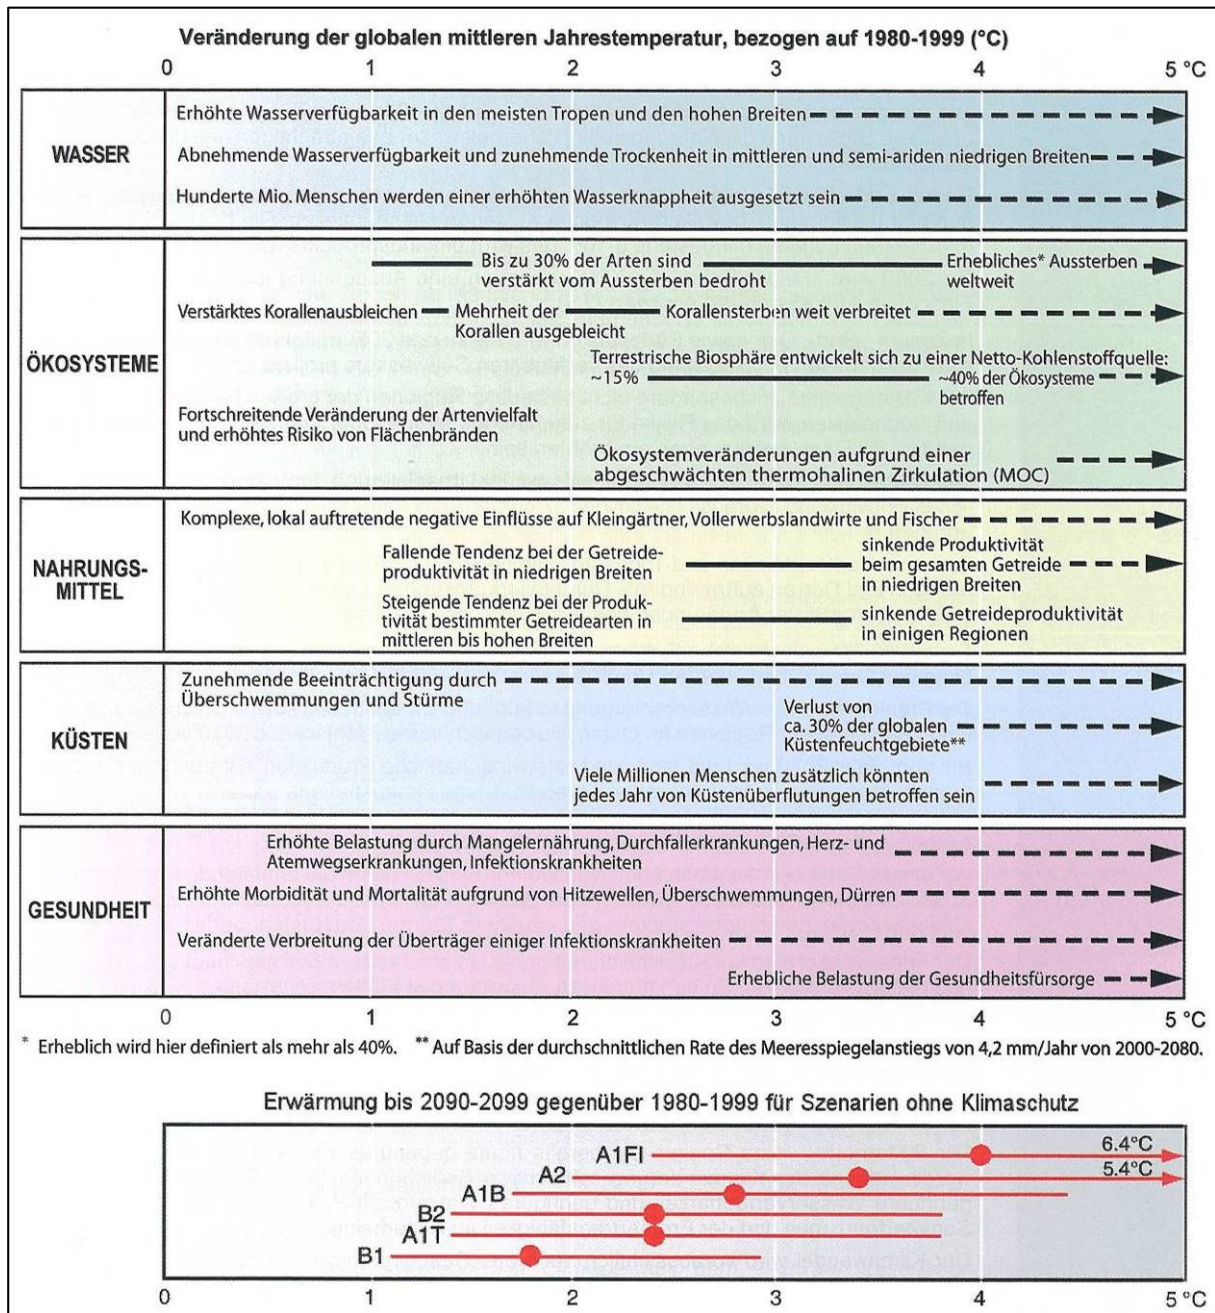 Veränderung der globalen mittleren Jahrestemperatur, bezogen auf 1980-1999 (°C)
0 1 2 3 4 5 °C
WASSER
Erhöhte Wasserverfügbarkeit in den meisten Tropen und den hohen Breiten
Abnehmende Wasserverfügbarkeit und zunehmende Trockenheit in mittleren und semi-ariden niedrigen Breiten
Hunderte Mio. Menschen werden einer erhöhten Wasserknappheit ausgesetzt sein
ÖKOSYSTEME
Bis zu 30% der Arten sind
verstärkt vom Aussterben bedroht
Erhebliches* Aussterben
weltweit
Verstärktes Korallenausbleichen
Mehrheit der
Korallen ausgebleicht
Korallensterben weit verbreitet
Terrestrische Biosphäre entwickelt sich zu einer Netto-Kohlenstoffquelle:
~15%
~40% der Ökosysteme
betroffen
Fortschreitende Veränderung der Artenvielfalt
und erhöhtes Risiko von Flächenbränden
Ökosystemveränderungen aufgrund einer
abgeschwächten thermohalinen Zirkulation (MOC)
NAHRUNGS-
MITTEL
Komplexe, lokal auftretende negative Einflüsse auf Kleingärtner, Vollerwerbslandwirte und Fischer
Fallende Tendenz bei der Getreide-
produktivität in niedrigen Breiten
sinkende Produktivität
beim gesamten Getreide
in niedrigen Breiten
Steigende Tendenz bei der Produk-
tivität bestimmter Getreidearten in
mittleren bis hohen Breiten
sinkende Getreideproduktivität
in einigen Regionen
KÜSTEN
Zunehmende Beeinträchtigung durch
Überschwemmungen und Stürme
Verlust von
ca. 30% der globalen
Küstenfeuchtgebiete**
Viele Millionen Menschen zusätzlich könnten
jedes Jahr von Küstenüberflutungen betroffen sein
GESUNDHEIT
Erhöhte Belastung durch Mangelernährung, Durchfallerkrankungen, Herz- und
Atemwegserkrankungen, Infektionskrankheiten
Erhöhte Morbidität und Mortalität aufgrund von Hitzewellen, Überschwemmungen, Dürren
Veränderte Verbreitung der Überträger einiger Infektionskrankheiten
Erhebliche Belastung der Gesundheitsfürsorge
0 1 2 3 4 5 °C
* Erheblich wird hier definiert als mehr als 40%. ** Auf Basis der durchschnittlichen Rate des Meeresspiegelanstiegs von 4,2 mm/Jahr von 2000-2080.
Erwärmung bis 2090-2099 gegenüber 1980-1999 für Szenarien ohne Klimaschutz
A1FI 6.4°C
A2 5.4°C
A1B
B2
A1T
B1
0 1 2 3 4 5 °C